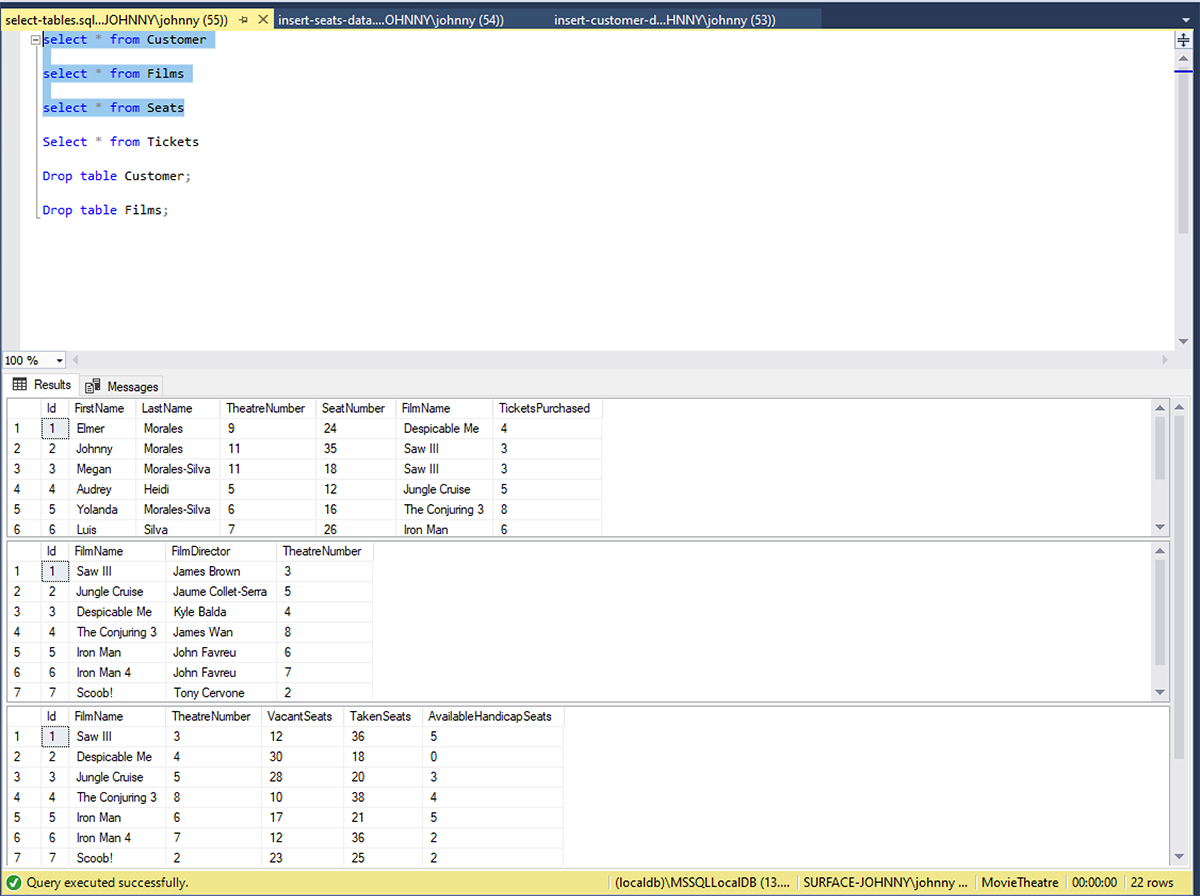 select-tables.sql...JOHNNY\johnny (55)) insert-seats-data....OHNNY\johnny (54)) insert-customer-d...HNNY\johnny (53))
select * from Customer
select * from Films
select * from Seats
Select * from Tickets
Drop table Customer;
Drop table Films;
100 %
Results Messages
Id FirstName LastName TheatreNumber SeatNumber FilmName TicketsPurchased
1 1 Elmer Morales 9 24 Despicable Me 4
2 2 Johnny Morales 11 35 Saw III 3
3 3 Megan Morales-Silva 11 18 Saw III 3
4 4 Audrey Heidi 5 12 Jungle Cruise 5
5 5 Yolanda Morales-Silva 6 16 The Conjuring 3 8
6 6 Luis Silva 7 26 Iron Man 6
Id FilmName FilmDirector TheatreNumber
1 1 Saw III James Brown 3
2 2 Jungle Cruise Jaume Collet-Serra 5
3 3 Despicable Me Kyle Balda 4
4 4 The Conjuring 3 James Wan 8
5 5 Iron Man John Favreu 6
6 6 Iron Man 4 John Favreu 7
7 7 Scoob! Tony Cervone 2
Id FilmName TheatreNumber VacantSeats TakenSeats AvailableHandicapSeats
1 1 Saw III 3 12 36 5
2 2 Despicable Me 4 30 18 0
3 3 Jungle Cruise 5 28 20 3
4 4 The Conjuring 3 8 10 38 4
5 5 Iron Man 6 17 21 5
6 6 Iron Man 4 7 12 36 2
7 7 Scoob! 2 23 25 2
Query executed successfully. (localdb)\MSSQLLocalDB (13.... SURFACE-JOHNNY\johnny ... MovieTheatre 00:00:00 22 rows